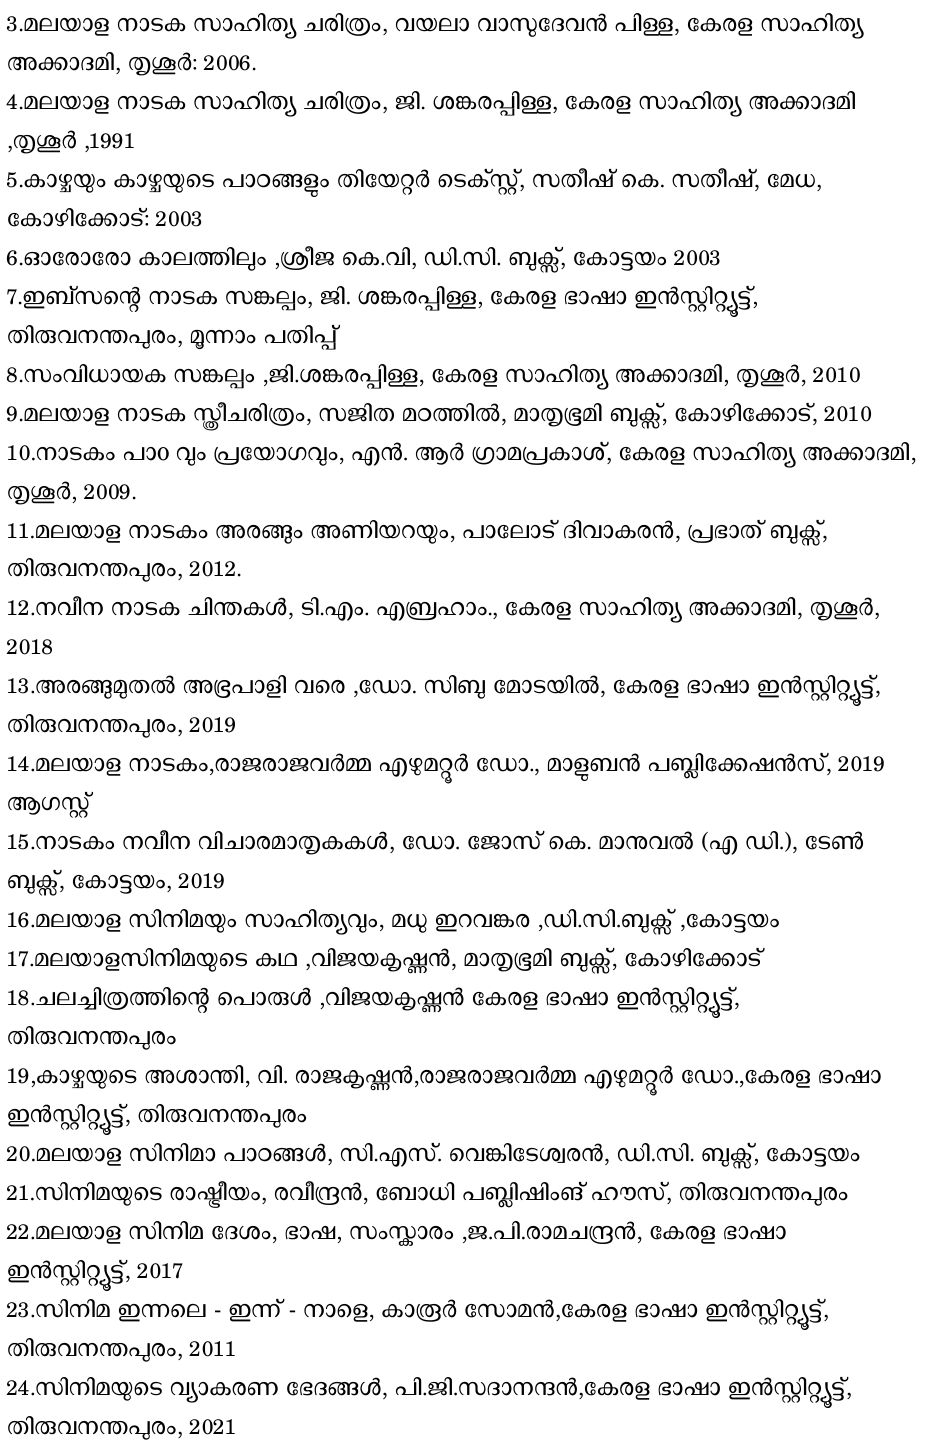 3.മലയാള നാടക സാഹിത്യ ചരിത്രം, വയലാ വാസുദേവൻ പിള്ള, കേരള സാഹിത്യ
അക്കാദമി, തൃശൂർ: 2006.
4.മലയാള നാടക സാഹിത്യ ചരിത്രം, ജി. ശങ്കരപ്പിള്ള, കേരള സാഹിത്യ അക്കാദമി
,തൃശൂർ ,1991
5.കാഴ്ചയും കാഴ്ചയുടെ പാഠങ്ങളും തിയേറ്റർ ടെക്സ്റ്റ്, സതീഷ് കെ. സതീഷ്, മേധ,
കോഴിക്കോട്: 2003
6.ഓരോരോ കാലത്തിലും ,ശ്രീജ കെ.വി, ഡി.സി. ബുക്സ്, കോട്ടയം 2003
7.ഇബ്സന്റെ നാടക സങ്കല്പം, ജി. ശങ്കരപ്പിള്ള, കേരള ഭാഷാ ഇൻസ്റ്റിറ്റ്യൂട്ട്,
തിരുവനന്തപുരം, മൂന്നാം പതിപ്പ്
8.സംവിധായക സങ്കല്പം ,ജി.ശങ്കരപ്പിള്ള, കേരള സാഹിത്യ അക്കാദമി, തൃശൂർ, 2010
9.മലയാള നാടക സ്ത്രീചരിത്രം, സജിത മഠത്തിൽ, മാതൃഭൂമി ബുക്സ്, കോഴിക്കോട്, 2010
10.നാടകം പാഠ വും പ്രയോഗവും, എൻ. ആർ ഗ്രാമപ്രകാശ്, കേരള സാഹിത്യ അക്കാദമി,
തൃശൂർ, 2009.
11.മലയാള നാടകം അരങ്ങും അണിയറയും, പാലോട് ദിവാകരൻ, പ്രഭാത് ബുക്സ്,
തിരുവനന്തപുരം, 2012.
12.നവീന നാടക ചിന്തകൾ, ടി.എം. എബ്രഹാം., കേരള സാഹിത്യ അക്കാദമി, തൃശൂർ,
2018
13.അരങ്ങുമുതൽ അഭ്രപാളി വരെ ,ഡോ. സിബു മോടയിൽ, കേരള ഭാഷാ ഇൻസ്റ്റിറ്റ്യൂട്ട്,
തിരുവനന്തപുരം, 2019
14.മലയാള നാടകം,രാജരാജവർമ്മ എഴുമറ്റൂർ ഡോ., മാളുബൻ പബ്ലിക്കേഷൻസ്, 2019
ആഗസ്റ്റ്
15.നാടകം നവീന വിചാരമാതൃകകൾ, ഡോ. ജോസ് കെ. മാനുവൽ (എ ഡി.), ടേൺ
ബുക്സ്, കോട്ടയം, 2019
16.മലയാള സിനിമയും സാഹിത്യവും, മധു ഇറവങ്കര ,ഡി.സി.ബുക്സ് ,കോട്ടയം
17.മലയാളസിനിമയുടെ കഥ ,വിജയകൃഷ്ണൻ, മാതൃഭൂമി ബുക്സ്, കോഴിക്കോട്
18.ചലച്ചിത്രത്തിന്റെ പൊരുൾ ,വിജയകൃഷ്ണൻ കേരള ഭാഷാ ഇൻസ്റ്റിറ്റ്യൂട്ട്,
തിരുവനന്തപുരം
19,കാഴ്ചയുടെ അശാന്തി, വി. രാജകൃഷ്ണൻ,രാജരാജവർമ്മ എഴുമറ്റൂർ ഡോ.,കേരള ഭാഷാ
ഇൻസ്റ്റിറ്റ്യൂട്ട്, തിരുവനന്തപുരം
20.മലയാള സിനിമാ പാഠങ്ങൾ, സി.എസ്. വെങ്കിടേശ്വരൻ, ഡി.സി. ബുക്സ്, കോട്ടയം
21.സിനിമയുടെ രാഷ്ട്രീയം, രവീന്ദ്രൻ, ബോധി പബ്ലിഷിംങ് ഹൗസ്, തിരുവനന്തപുരം
22.മലയാള സിനിമ ദേശം, ഭാഷ, സംസ്കാരം ,ജ.പി.രാമചന്ദ്രൻ, കേരള ഭാഷാ
ഇൻസ്റ്റിറ്റ്യൂട്ട്, 2017
23.സിനിമ ഇന്നലെ - ഇന്ന് - നാളെ, കാരൂർ സോമൻ,കേരള ഭാഷാ ഇൻസ്റ്റിറ്റ്യൂട്ട്,
തിരുവനന്തപുരം, 2011
24.സിനിമയുടെ വ്യാകരണ ഭേദങ്ങൾ, പി.ജി.സദാനന്ദൻ,കേരള ഭാഷാ ഇൻസ്റ്റിറ്റ്യൂട്ട്,
തിരുവനന്തപുരം, 2021